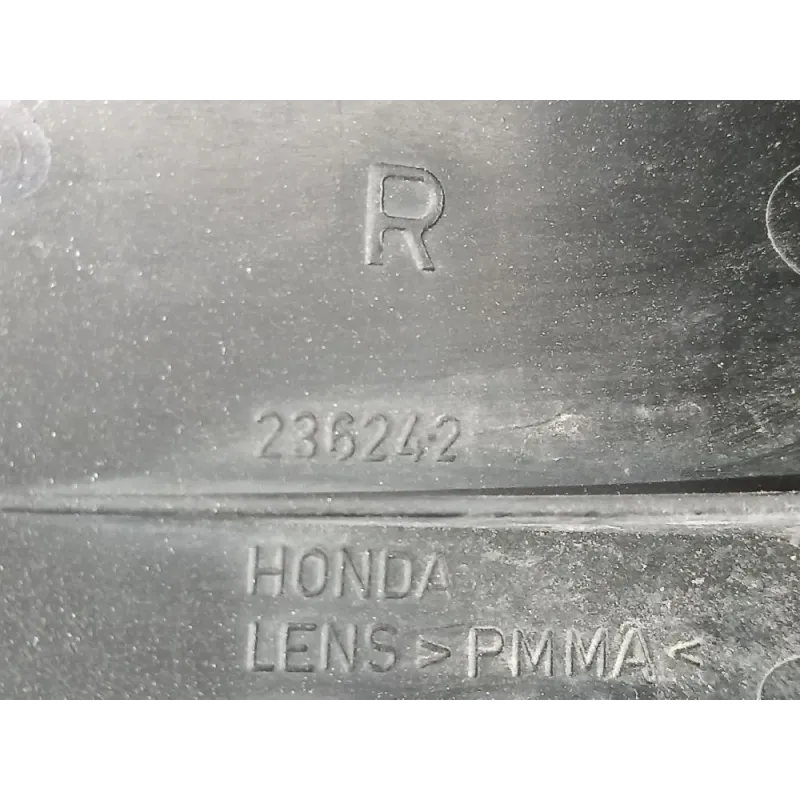 R
236242
HONDA
LENS >PMMA<